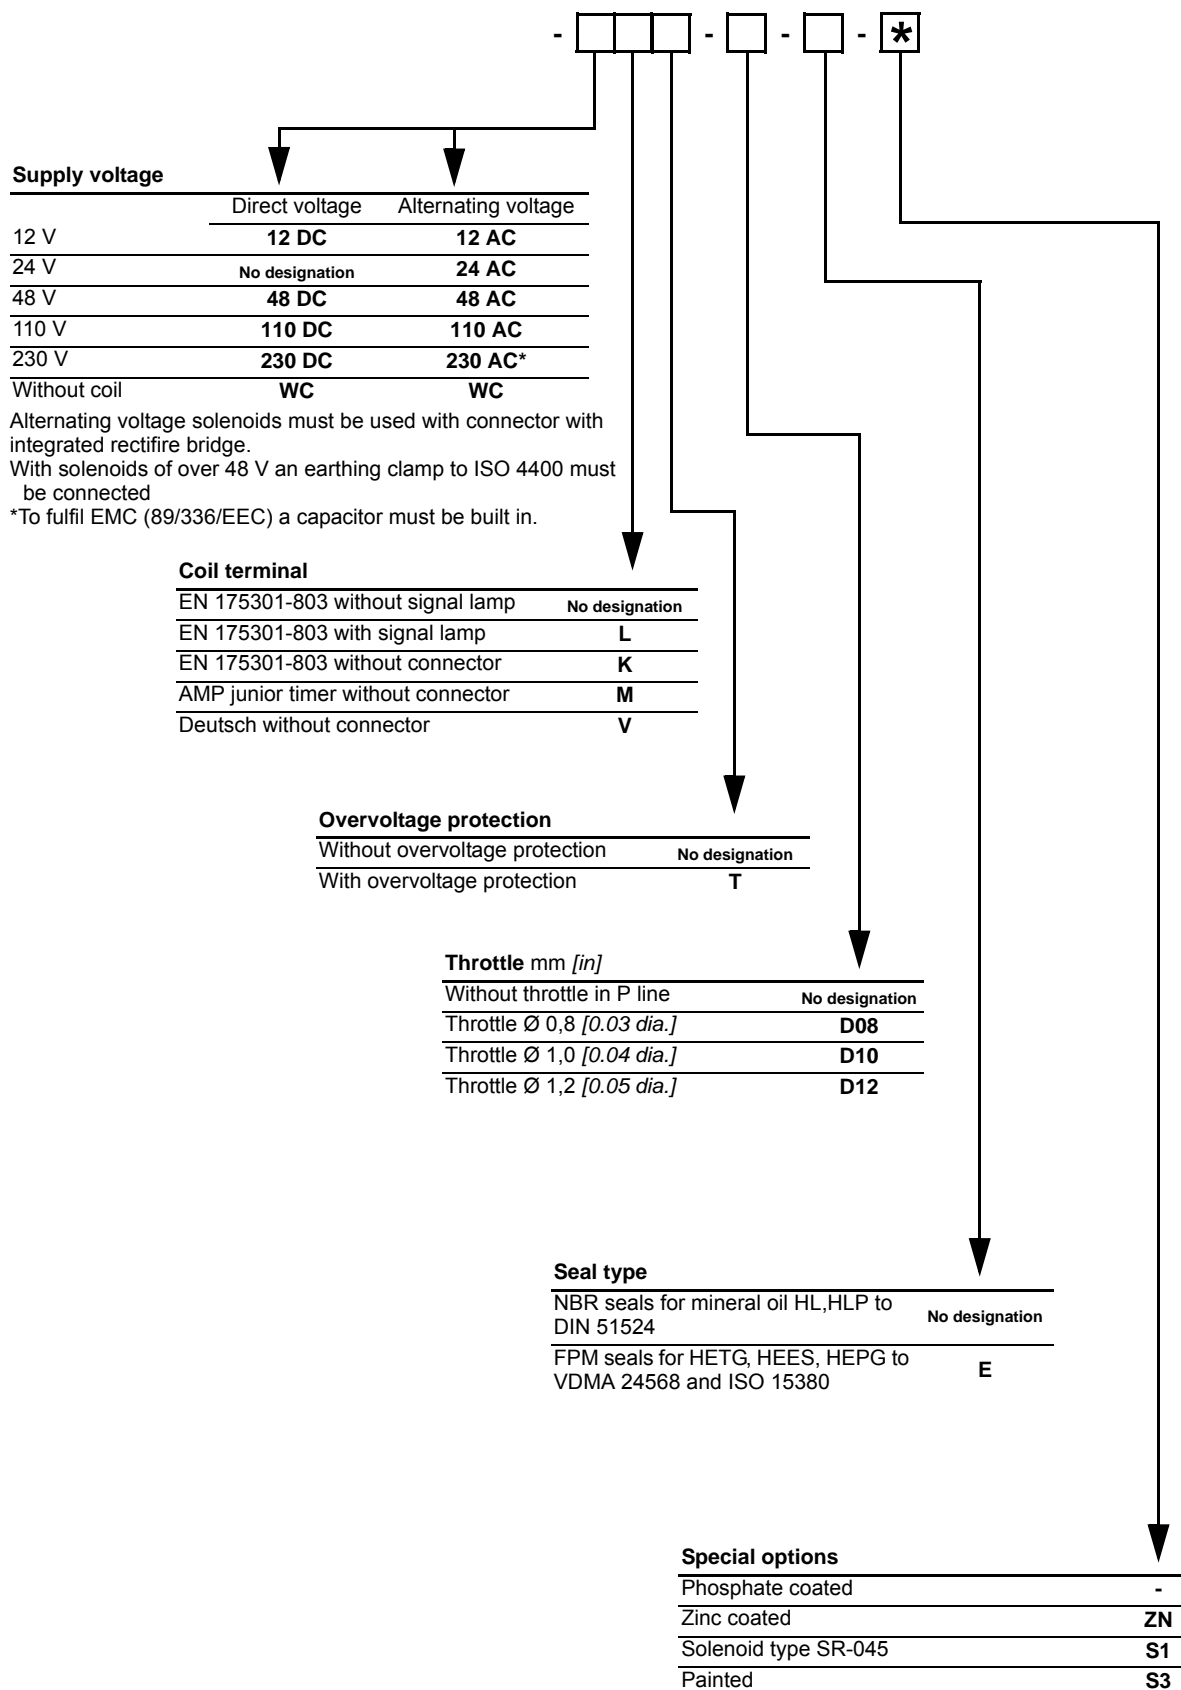 - - - - *
Supply voltage
Direct voltage Alternating voltage
12 V 12 DC 12 AC
24 V No designation 24 AC
48 V 48 DC 48 AC
110 V 110 DC 110 AC
230 V 230 DC 230 AC*
Without coil WC WC
Alternating voltage solenoids must be used with connector with
integrated rectifire bridge.
With solenoids of over 48 V an earthing clamp to ISO 4400 must
be connected
*To fulfil EMC (89/336/EEC) a capacitor must be built in.
Coil terminal
EN 175301-803 without signal lamp No designation
EN 175301-803 with signal lamp L
EN 175301-803 without connector K
AMP junior timer without connector M
Deutsch without connector V
Overvoltage protection
Without overvoltage protection No designation
With overvoltage protection T
Throttle mm [in]
Without throttle in P line No designation
Throttle Ø 0,8 [0.03 dia.] D08
Throttle Ø 1,0 [0.04 dia.] D10
Throttle Ø 1,2 [0.05 dia.] D12
Seal type
NBR seals for mineral oil HL,HLP to
DIN 51524 No designation
FPM seals for HETG, HEES, HEPG to
VDMA 24568 and ISO 15380 E
Special options
Phosphate coated -
Zinc coated ZN
Solenoid type SR-045 S1
Painted S3